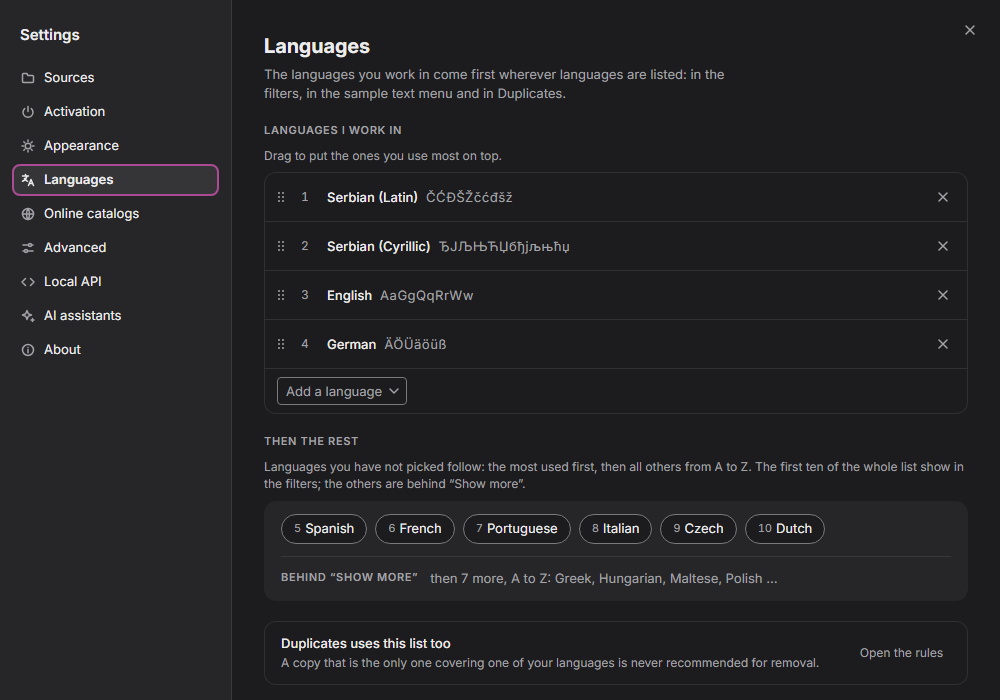 Settings
Sources
Activation
Appearance
Languages
Online catalogs
Advanced
Local API
AI assistants
About
Languages
The languages you work in come first wherever languages are listed: in the
filters, in the sample text menu and in Duplicates.
LANGUAGES I WORK IN
Drag to put the ones you use most on top.
1 Serbian (Latin) ČĆĐŠŽčćđšž
2 Serbian (Cyrillic) ЂЈЉЊЋЏбђјљњћџ
3 English AaGgQqRrWw
4 German ÄÖÜäöüß
Add a language
THEN THE REST
Languages you have not picked follow: the most used first, then all others from A to Z. The first ten of the whole list show in
the filters; the others are behind “Show more”.
5 Spanish 6 French 7 Portuguese 8 Italian 9 Czech 10 Dutch
BEHIND “SHOW MORE” then 7 more, A to Z: Greek, Hungarian, Maltese, Polish ...
Duplicates uses this list too
A copy that is the only one covering one of your languages is never recommended for removal.
Open the rules